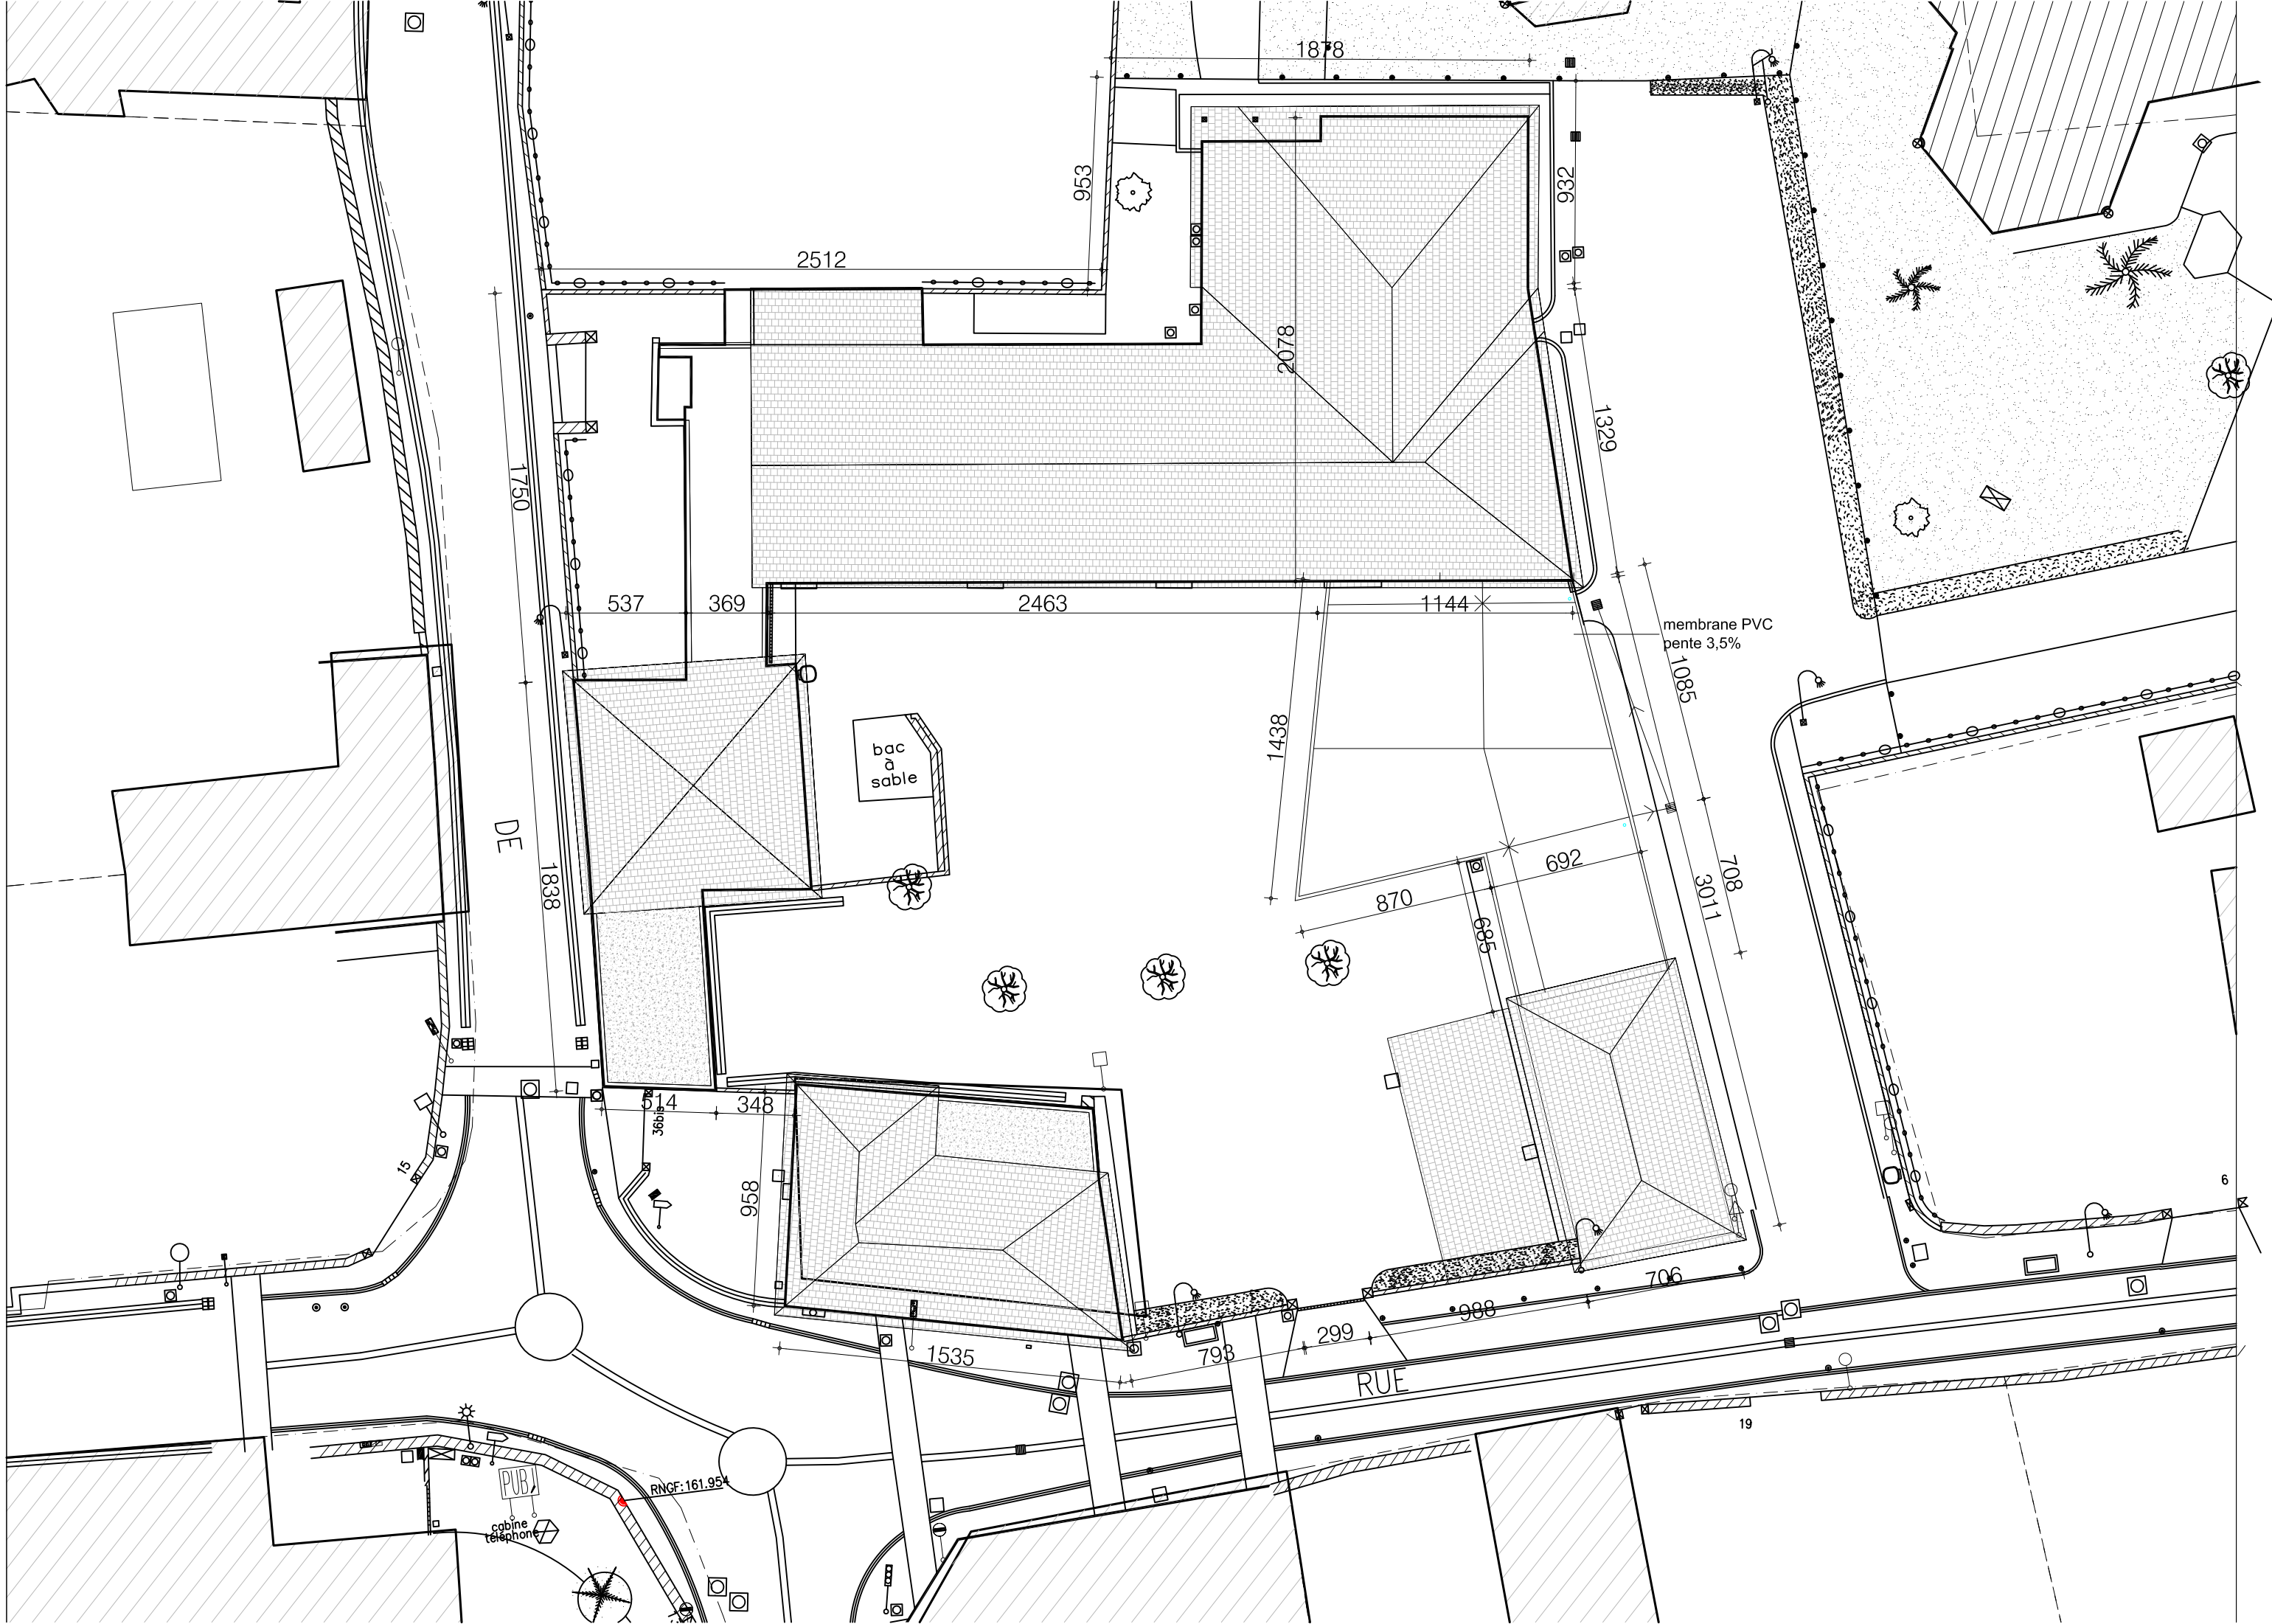 1878
953
932
2512
2078
1329
1750
537
369
2463
1144
membrane PVC
pente 3,5%
1085
1438
bac
à
sable
DE
1838
692
708
870
3011
685
514
348
36bis
15
958
6
706
988
299
793
1535
RUE
19
PUB.
RNGF:161.954
cabine
téléphone